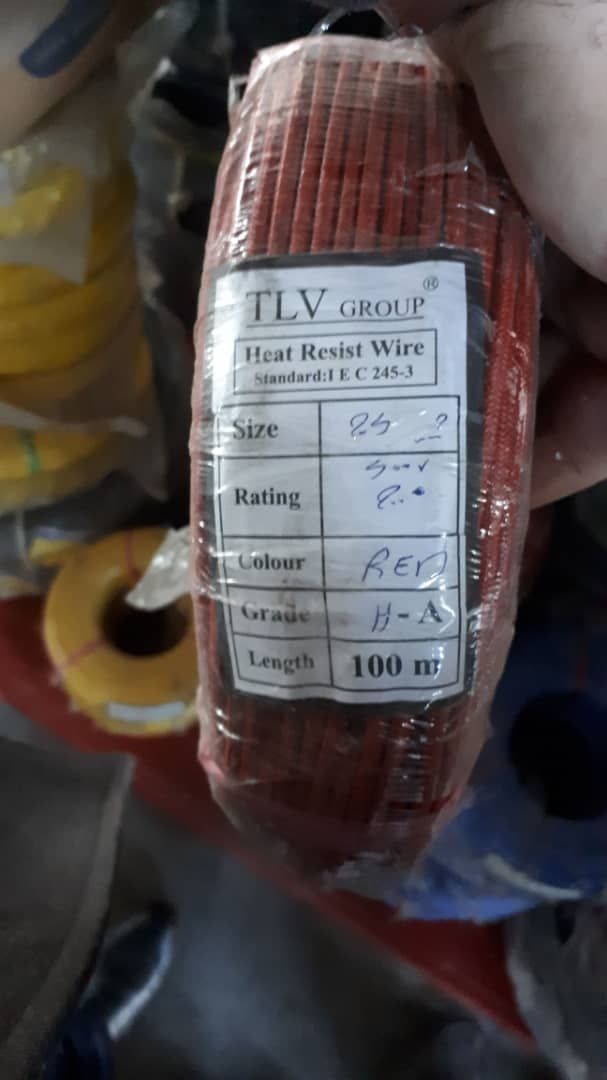 TLV GROUP®
Heat Resist Wire
Standard:I E C 245-3
Size
Rating
Colour RED
Grade H-A
Length 100 m